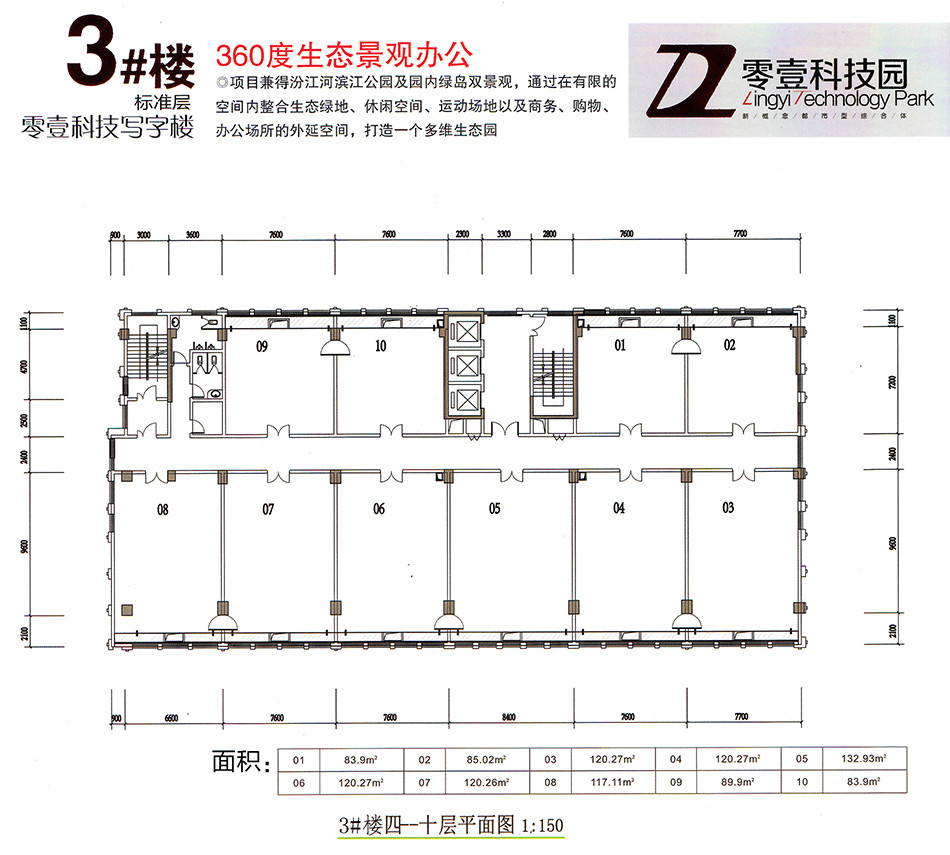 3#楼
标准层
零壹科技写字楼
360度生态景观办公
◎项目兼得汾江河滨江公园及园内绿岛双景观，通过在有限的
空间内整合生态绿地、休闲空间、运动场地以及商务、购物、
办公场所的外延空间，打造一个多维生态园
零壹科技园
Lingyi Technology Park
新/概/念/都/市/型/综/合/体
900 3000 3600 7600 7600 2300 3300 2800 7600 7700
1100 6700 2300 2400 9600 2100
1100 7200 2400 9600 2100
09 10 01 02
08 07 06 05 04 03
900 6600 7600 7600 8400 7600 7700
面积：
01 83.9m² 02 85.02m² 03 120.27m² 04 120.27m² 05 132.93m²
06 120.27m² 07 120.26m² 08 117.11m² 09 89.9m² 10 83.9m²
3#楼四--十层平面图 1:150